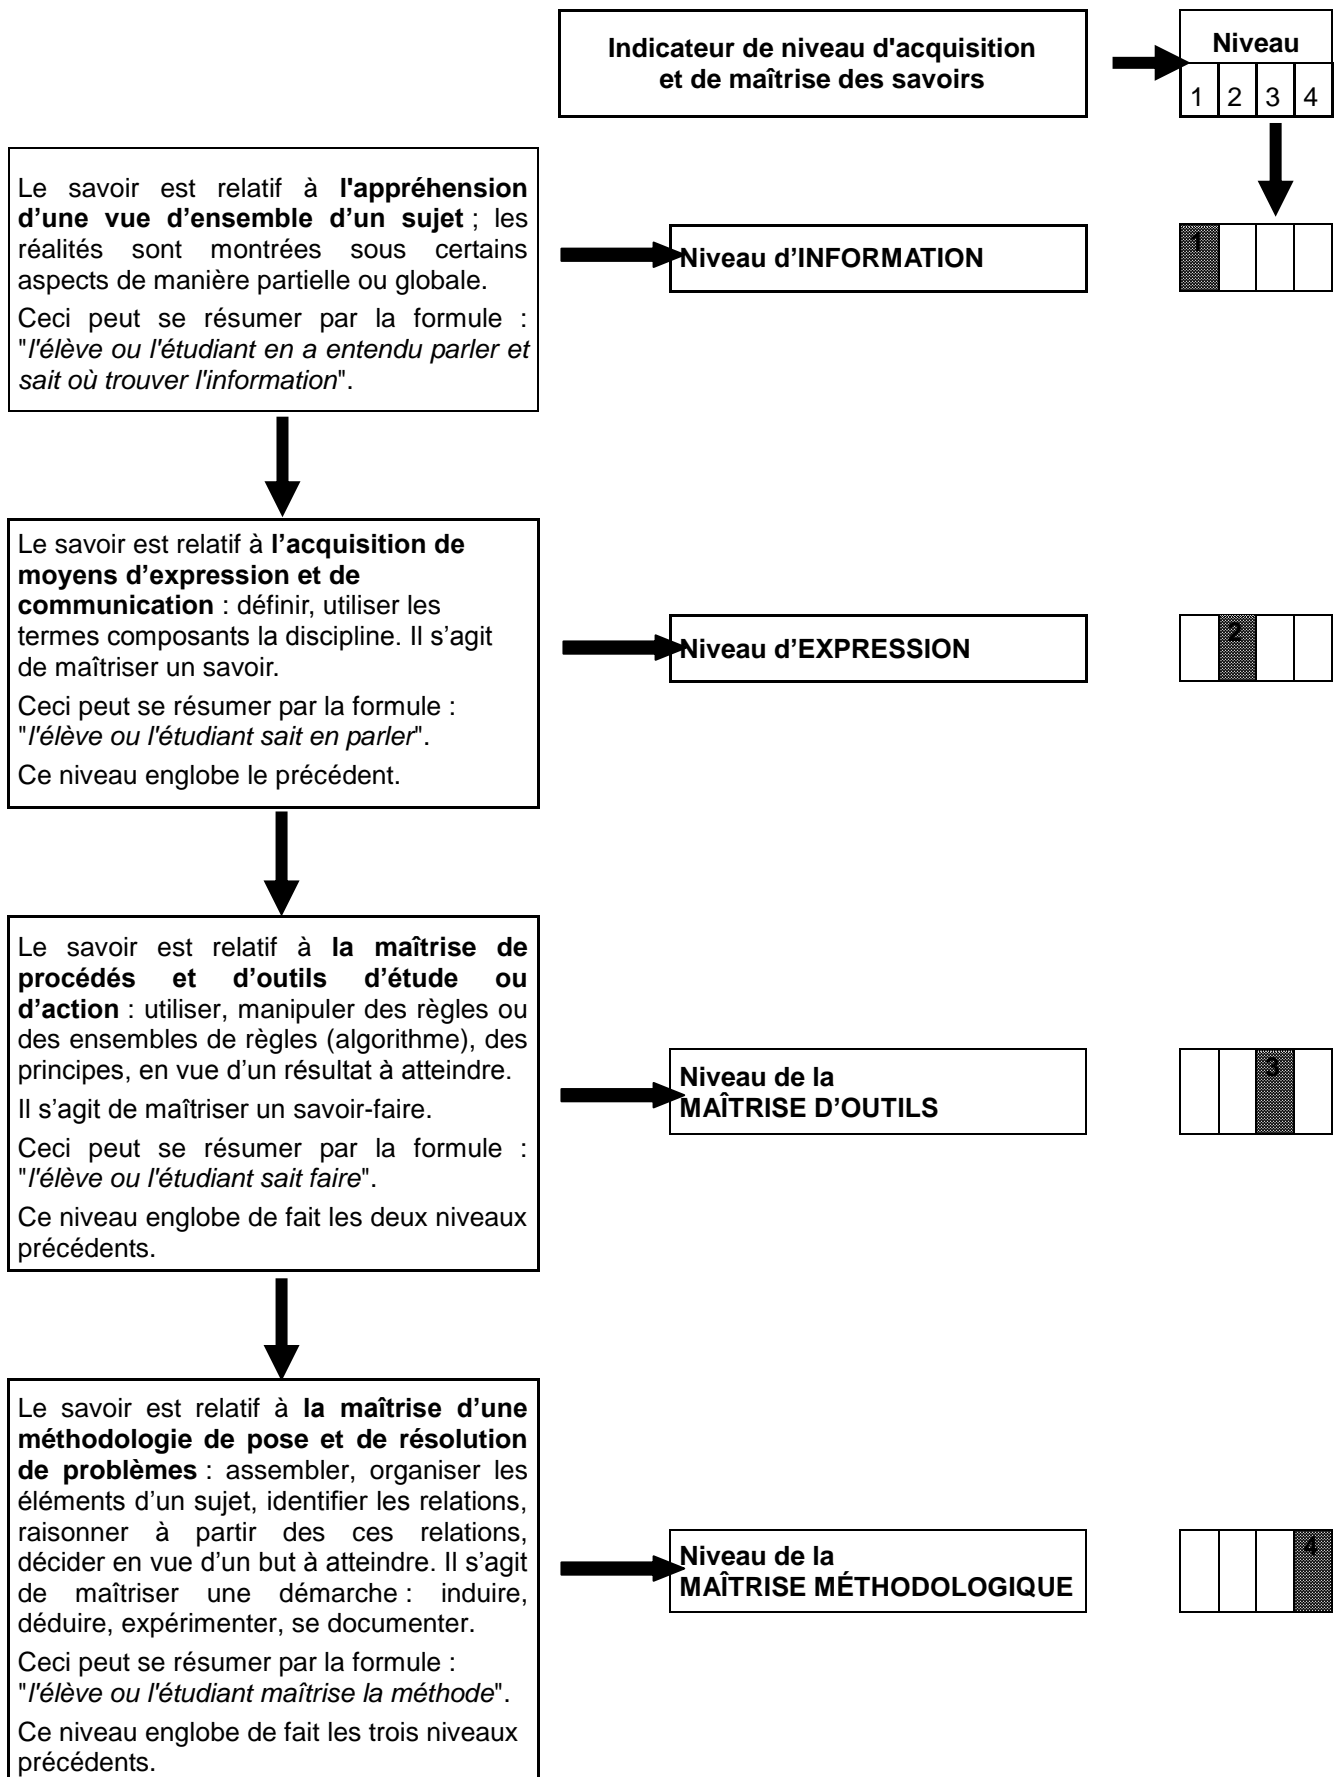 Indicateur de niveau d'acquisition
et de maîtrise des savoirs
Niveau
1 2 3 4
Le savoir est relatif à l'appréhension
d’une vue d’ensemble d’un sujet ; les
réalités sont montrées sous certains
aspects de manière partielle ou globale.
Ceci peut se résumer par la formule :
"l'élève ou l'étudiant en a entendu parler et
sait où trouver l'information".
Niveau d’INFORMATION
1
Le savoir est relatif à l’acquisition de
moyens d’expression et de
communication : définir, utiliser les
termes composants la discipline. Il s’agit
de maîtriser un savoir.
Ceci peut se résumer par la formule :
"l'élève ou l'étudiant sait en parler".
Ce niveau englobe le précédent.
Niveau d’EXPRESSION
2
Le savoir est relatif à la maîtrise de
procédés et d’outils d’étude ou
d’action : utiliser, manipuler des règles ou
des ensembles de règles (algorithme), des
principes, en vue d’un résultat à atteindre.
Il s’agit de maîtriser un savoir-faire.
Ceci peut se résumer par la formule :
"l'élève ou l'étudiant sait faire".
Ce niveau englobe de fait les deux niveaux
précédents.
Niveau de la
MAÎTRISE D’OUTILS
3
Le savoir est relatif à la maîtrise d’une
méthodologie de pose et de résolution
de problèmes : assembler, organiser les
éléments d’un sujet, identifier les relations,
raisonner à partir des ces relations,
décider en vue d’un but à atteindre. Il s’agit
de maîtriser une démarche : induire,
déduire, expérimenter, se documenter.
Ceci peut se résumer par la formule :
"l'élève ou l'étudiant maîtrise la méthode".
Ce niveau englobe de fait les trois niveaux
précédents.
Niveau de la
MAÎTRISE MÉTHODOLOGIQUE
4